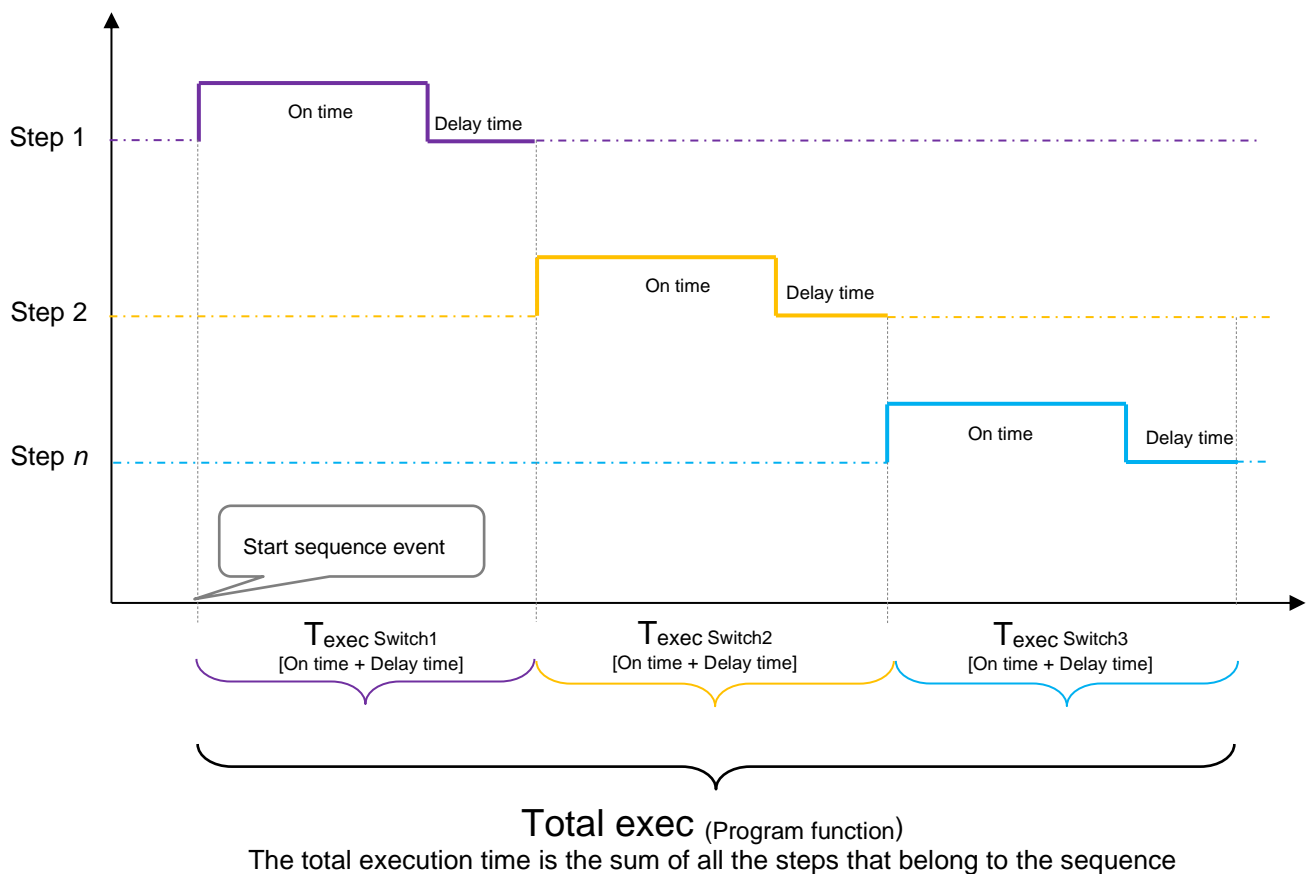 On time
Delay time
Step 1
On time
Delay time
Step 2
On time
Delay time
Step n
Start sequence event
Texec Switch1
[On time + Delay time]
Texec Switch2
[On time + Delay time]
Texec Switch3
[On time + Delay time]
Total exec (Program function)
The total execution time is the sum of all the steps that belong to the sequence